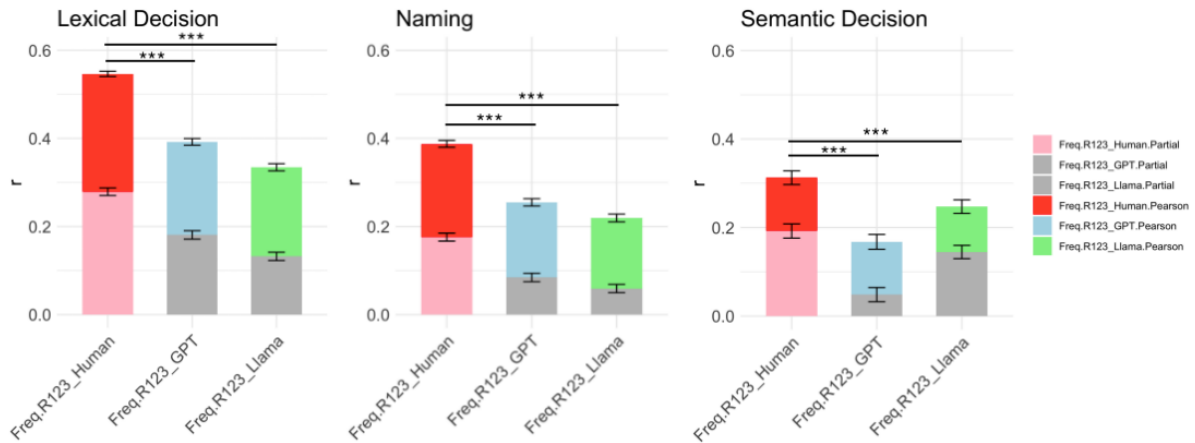 Lexical Decision
0.6
0.4
0.2
0.0
r
***
***
Freq.R123_Human
Freq.R123_GPT
Freq.R123_Llama
Naming
0.6
0.4
0.2
0.0
r
***
***
Freq.R123_Human
Freq.R123_GPT
Freq.R123_Llama
Semantic Decision
0.6
0.4
0.2
0.0
r
***
***
Freq.R123_Human
Freq.R123_GPT
Freq.R123_Llama
Freq.R123_Human.Partial
Freq.R123_GPT.Partial
Freq.R123_Llama.Partial
Freq.R123_Human.Pearson
Freq.R123_GPT.Pearson
Freq.R123_Llama.Pearson